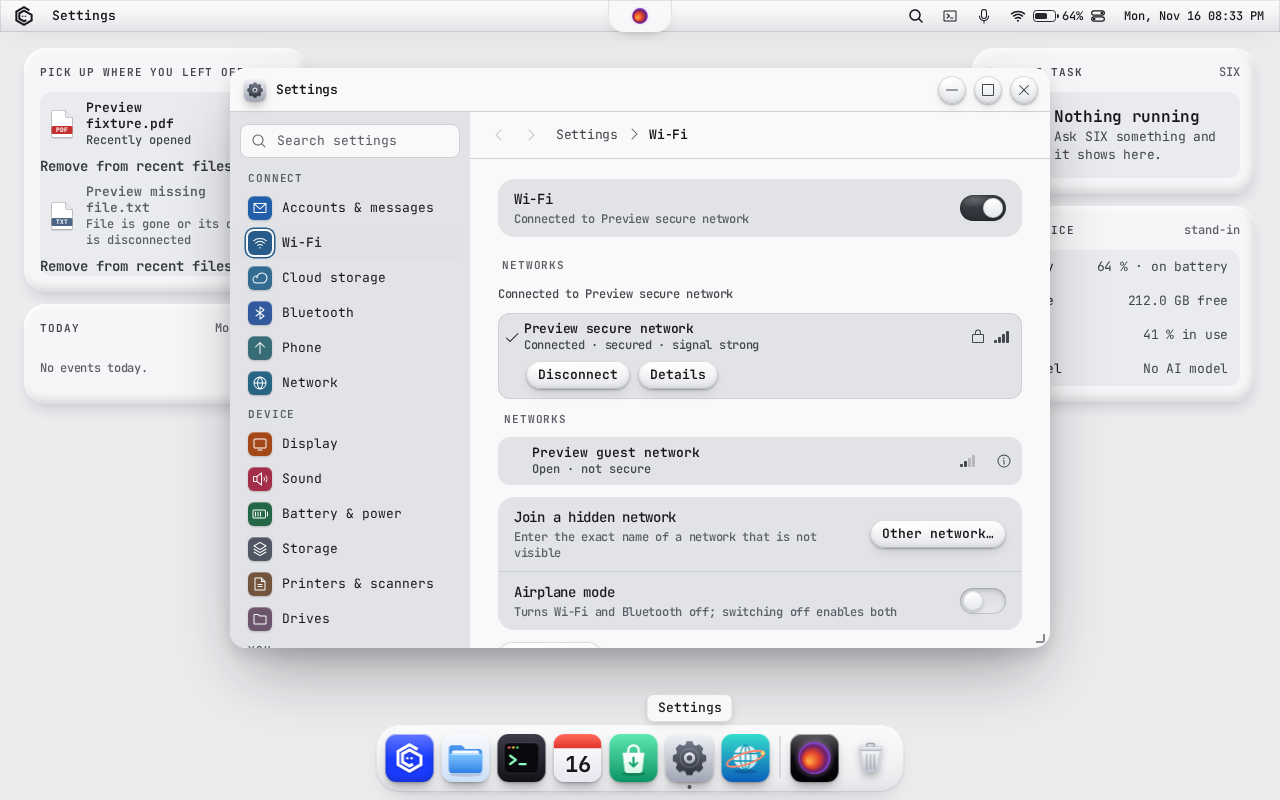 Settings
64%
Mon, Nov 16 08:33 PM
PICK UP WHERE YOU LEFT OFF
Preview
fixture.pdf
Recently opened
Remove from recent files
Preview missing
file.txt
File is gone or its
is disconnected
Remove from recent files
PDF
TXT
TODAY
No events today.
Settings
Search settings
CONNECT
Accounts & messages
Wi-Fi
Cloud storage
Bluetooth
Phone
Network
DEVICE
Display
Sound
Battery & power
Storage
Printers & scanners
Drives
Settings
Wi-Fi
Wi-Fi
Connected to Preview secure network
NETWORKS
Connected to Preview secure network
Preview secure network
Connected · secured · signal strong
Disconnect
Details
NETWORKS
Preview guest network
Open · not secure
Join a hidden network
Enter the exact name of a network that is not
visible
Other network…
Airplane mode
Turns Wi-Fi and Bluetooth off; switching off enables both
TASK
SIX
Nothing running
Ask SIX something and
it shows here.
stand-in
64 % · on battery
212.0 GB free
41 % in use
No AI model
Settings
16